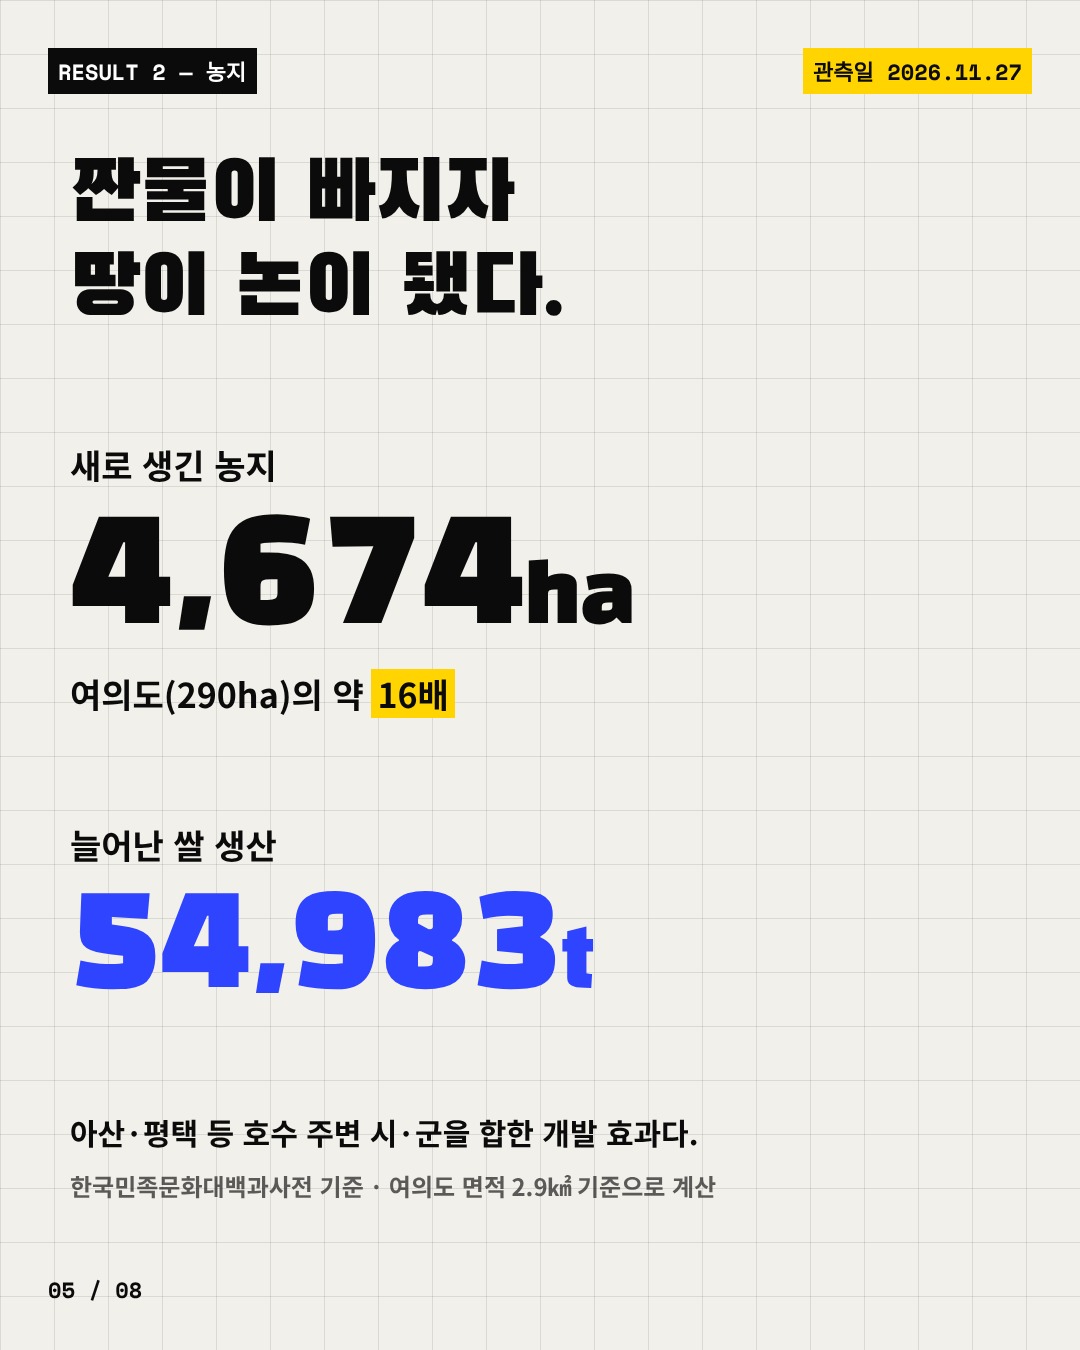 RESULT 2 — 농지
관측일 2026.11.27
짠물이 빠지자
땅이 논이 됐다.
새로 생긴 농지
4,674ha
여의도(290ha)의 약 16배
늘어난 쌀 생산
54,983t
아산·평택 등 호수 주변 시·군을 합한 개발 효과다.
한국민족문화대백과사전 기준 · 여의도 면적 2.9㎢ 기준으로 계산
05 / 08